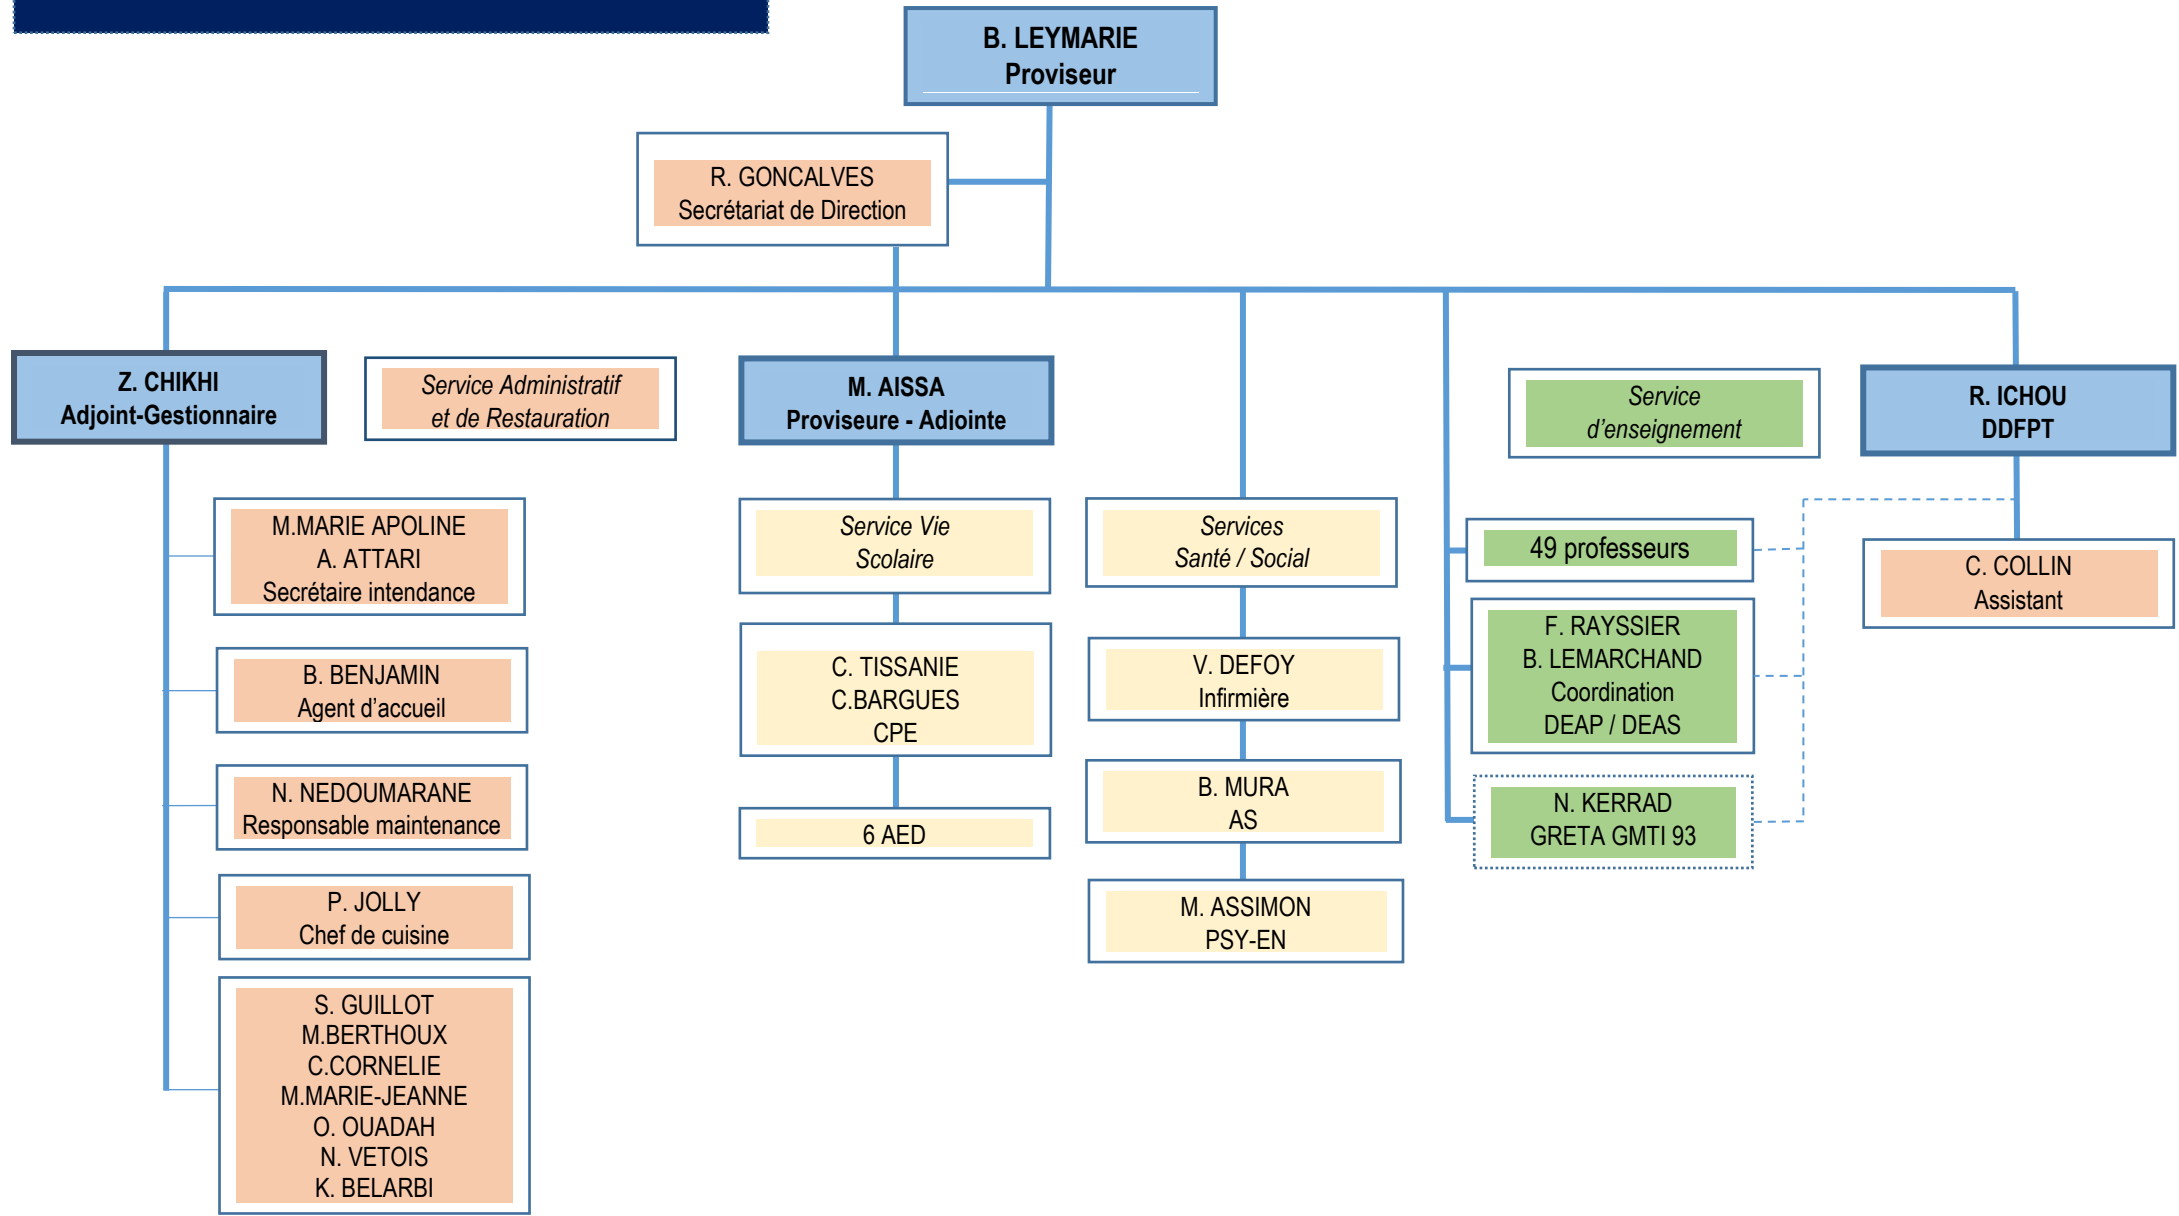 B. LEYMARIE
Proviseur
R. GONCALVES
Secrétariat de Direction
Z. CHIKHI
Adjoint-Gestionnaire
Service Administratif
et de Restauration
M. AISSA
Proviseure - Adiointe
Service
d’enseignement
R. ICHOU
DDFPT
M.MARIE APOLINE
A. ATTARI
Secrétaire intendance
B. BENJAMIN
Agent d’accueil
N. NEDOUMARANE
Responsable maintenance
P. JOLLY
Chef de cuisine
S. GUILLOT
M.BERTHOUX
C.CORNELIE
M.MARIE-JEANNE
O. OUADAH
N. VETOIS
K. BELARBI
Service Vie
Scolaire
C. TISSANIE
C.BARGUES
CPE
6 AED
Services
Santé / Social
V. DEFOY
Infirmière
B. MURA
AS
M. ASSIMON
PSY-EN
49 professeurs
F. RAYSSIER
B. LEMARCHAND
Coordination
DEAP / DEAS
N. KERRAD
GRETA GMTI 93
C. COLLIN
Assistant